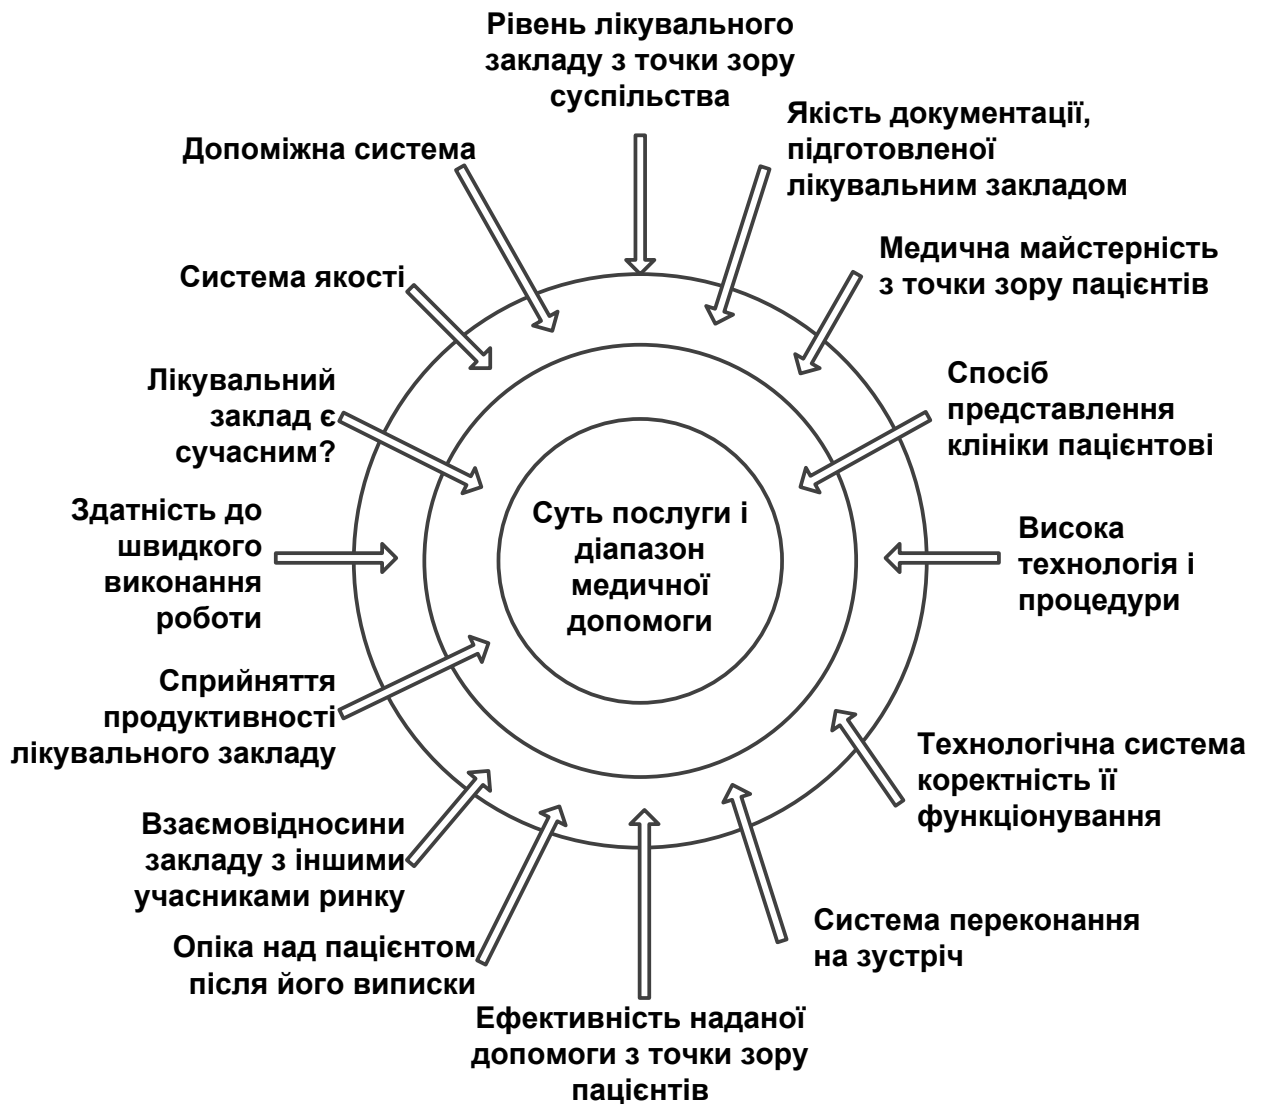 Рівень лікувального
закладу з точки зору
суспільства
Якість документації,
підготовленої
лікувальним закладом
Допоміжна система
Медична майстерність
з точки зору пацієнтів
Система якості
Спосіб
представлення
клініки пацієнтові
Лікувальний
заклад є
сучасним?
Здатність до
швидкого
виконання
роботи
Суть послуги і
діапазон
медичної
допомоги
Висока
технологія і
процедури
Сприйняття
продуктивності
лікувального закладу
Технологічна система
коректність її
функціонування
Взаємовідносини
закладу з іншими
учасниками ринку
Система переконання
на зустріч
Опіка над пацієнтом
після його виписки
Ефективність наданої
допомоги з точки зору
пацієнтів